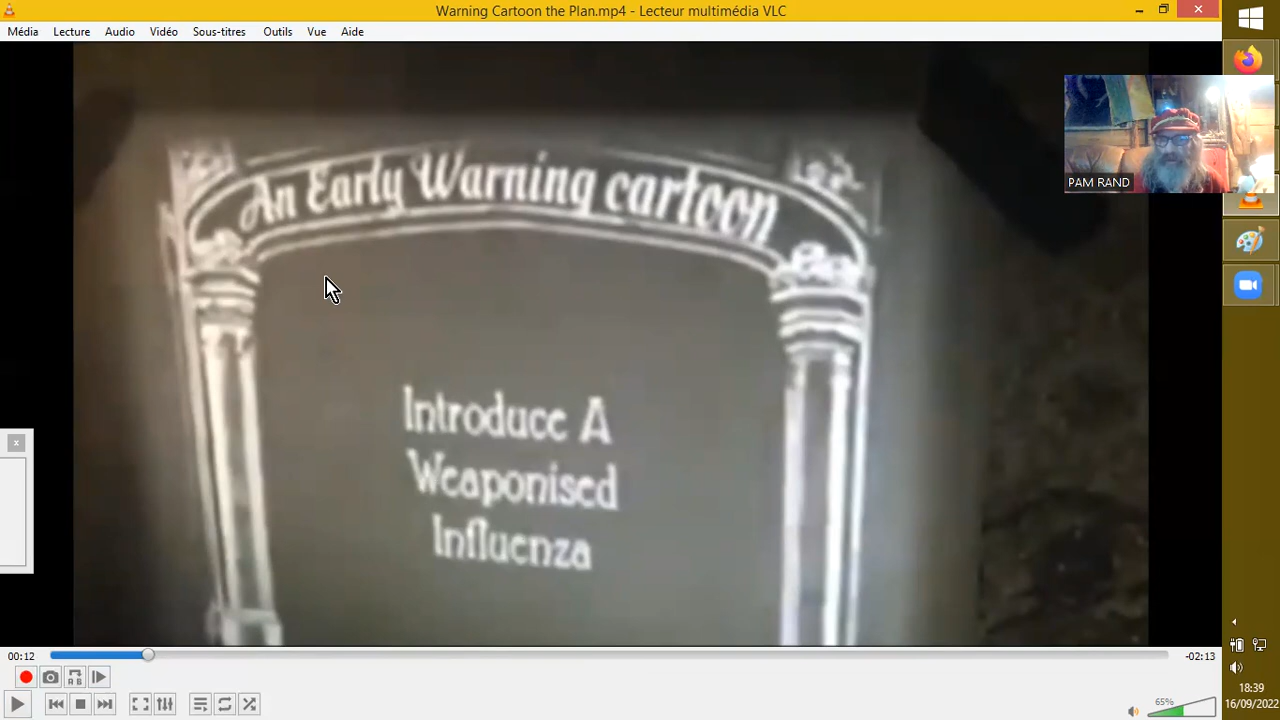 Warning Cartoon the Plan.mp4 - Lecteur multimédia VLC
Média Lecture Audio Vidéo Sous-titres Outils Vue Aide
PAM RAND
An Early Warning cartoon
Introduce A
Weaponised
Influenza
00:12
-02:13
65%
18:39
16/09/2022